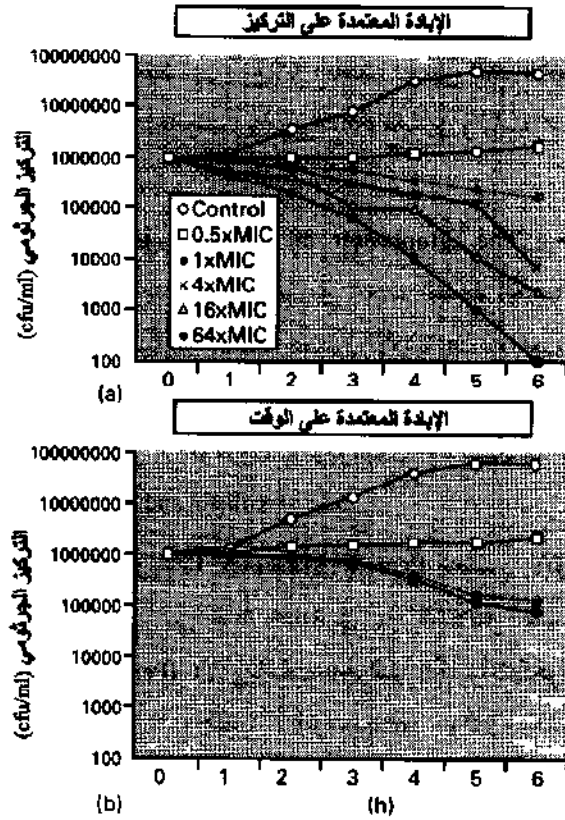 الإبادة المعتمدة على التركيز
100000000
10000000
1000000
100000
10000
1000
100
التركيز الجرثومي (cfu/ml)
Control
0.5xMIC
1xMIC
4xMIC
16xMIC
64xMIC
0 1 2 3 4 5 6
(a)
الإبادة المعتمدة على الوقت
100000000
10000000
1000000
100000
10000
1000
100
التركيز الجرثومي (cfu/ml)
0 1 2 3 4 5 6
(b) (h)